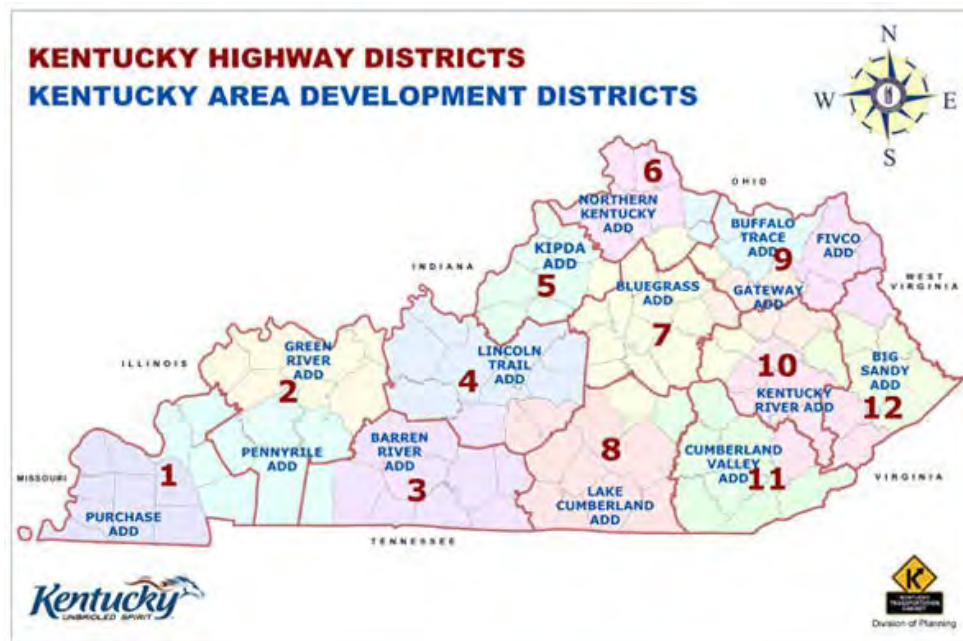 KENTUCKY HIGHWAY DISTRICTS
KENTUCKY AREA DEVELOPMENT DISTRICTS
N
W
E
S
6
OHIO
NORTHERN
KENTUCKY
ADD
BUFFALO
TRACE
ADD
9
FIVCO
ADD
KIPDA
ADD
5
INDIANA
WEST
VIRGINIA
BLUEGRASS
ADD
7
GATEWAY
ADD
ILLINOIS
GREEN
RIVER
ADD
2
LINCOLN
TRAIL
ADD
4
10
KENTUCKY
RIVER ADD
BIG
SANDY
ADD
12
MISSOURI
1
PURCHASE
ADD
PENNYRILE
ADD
BARREN
RIVER
ADD
3
8
LAKE
CUMBERLAND
ADD
CUMBERLAND
VALLEY
ADD
11
VIRGINIA
TENNESSEE
Kentucky
UNBRIDLED SPIRIT
K
KENTUCKY
TRANSPORTATION
CABINET
Division of Planning